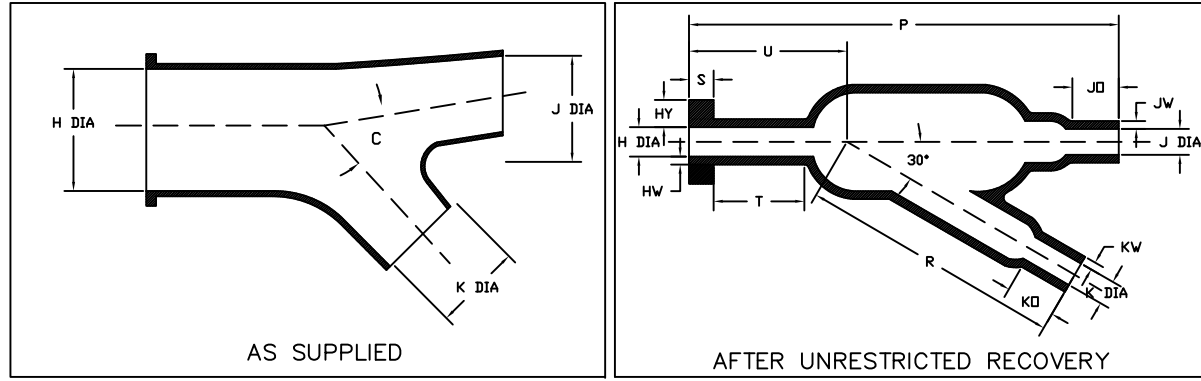 H DIA
C
J DIA
K DIA
AS SUPPLIED
P
U
S
JO
HY
JW
H DIA
J DIA
30°
HW
T
R
KW
K DIA
KO
AFTER UNRESTRICTED RECOVERY